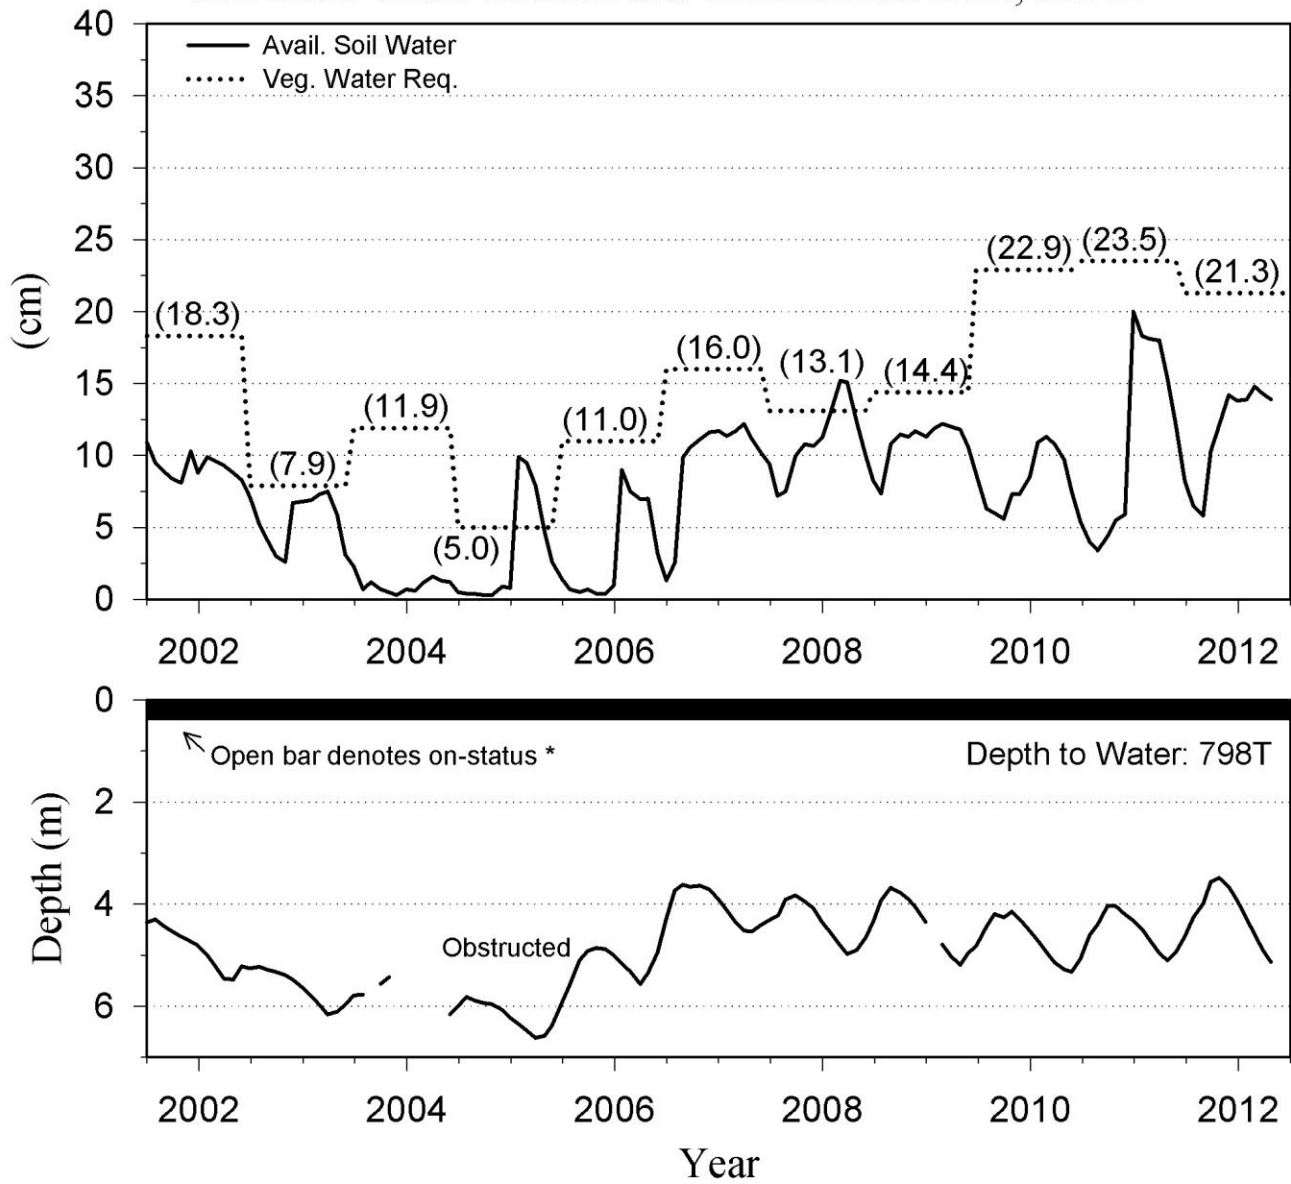 40
Avail. Soil Water
Veg. Water Req.
35
30
25
20
15
10
5
0
(cm)
(18.3)
(7.9)
(11.9)
(5.0)
(11.0)
(16.0)
(13.1)
(14.4)
(22.9)
(23.5)
(21.3)
2002 2004 2006 2008 2010 2012
0
Open bar denotes on-status *
Depth to Water: 798T
2
4
Obstructed
6
Depth (m)
2002 2004 2006 2008 2010 2012
Year